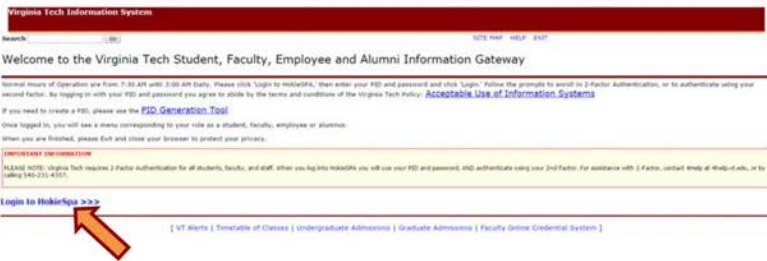 Virginia Tech Information System
Search Go SITE MAP HELP EXIT
Welcome to the Virginia Tech Student, Faculty, Employee and Alumni Information Gateway
Normal Hours of Operation are from 7:30 AM until 3:00 AM Daily. Please click 'Login to HokieSPA,' then enter your PID and password and click 'Login.' Follow the prompts to enroll in 2-Factor Authentication, or to authenticate using your
second factor. By logging in with your PID and password you agree to abide by the terms and conditions of the Virginia Tech Policy: Acceptable Use of Information Systems
If you need to create a PID, please use the PID Generation Tool
Once logged in, you will see a menu corresponding to your role as a student, faculty, employee or alumnus.
When you are finished, please Exit and close your browser to protect your privacy.
IMPORTANT INFORMATION
PLEASE NOTE: Virginia Tech requires 2-Factor Authentication for all students, faculty, and staff. When you log into HokieSPA you will use your PID and password, AND authenticate using your 2nd Factor. For assistance with 2-Factor, contact 4Help at 4help.vt.edu, or by
calling 540-231-4357.
Login to HokieSpa >>>
[ VT Alerts | Timetable of Classes | Undergraduate Admissions | Graduate Admissions | Faculty Online Credential System ]